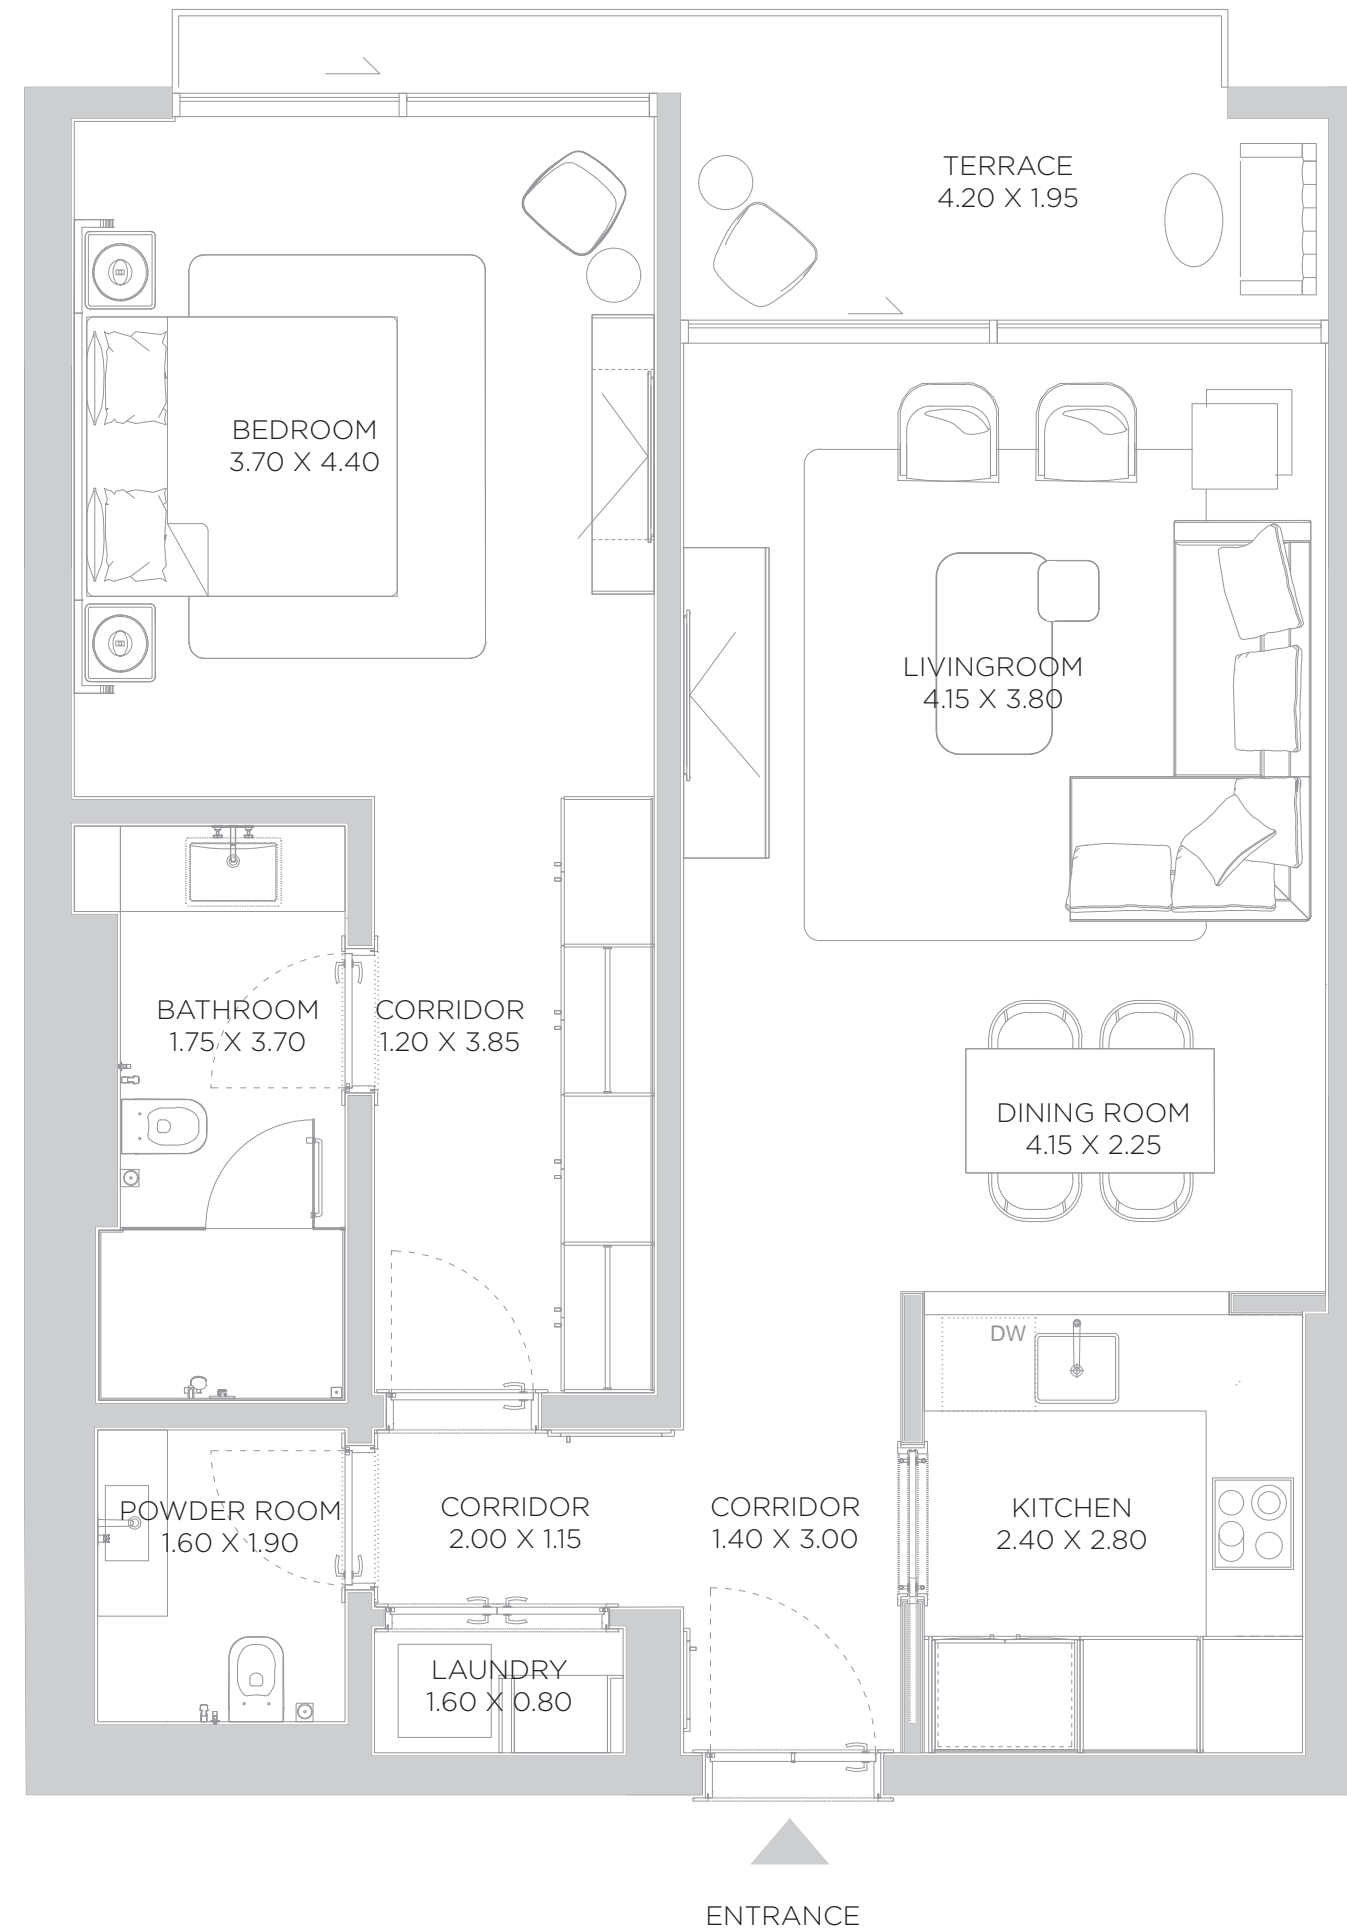 TERRACE
4.20 X 1.95
BEDROOM
3.70 X 4.40
LIVINGROOM
4.15 X 3.80
BATHROOM
1.75 X 3.70
CORRIDOR
1.20 X 3.85
DINING ROOM
4.15 X 2.25
DW
POWDER ROOM
1.60 X 1.90
CORRIDOR
2.00 X 1.15
CORRIDOR
1.40 X 3.00
KITCHEN
2.40 X 2.80
LAUNDRY
1.60 X 0.80
ENTRANCE